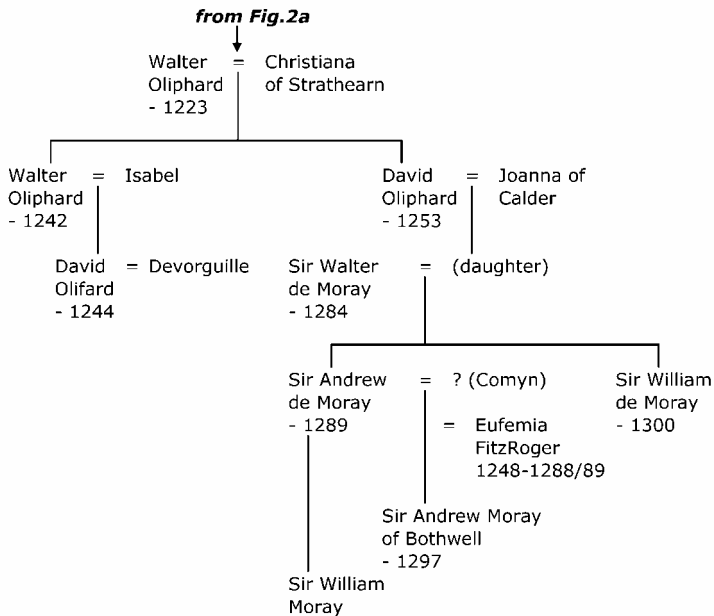 from Fig.2a
Walter = Christiana
Oliphard of Strathearn
- 1223
Walter = Isabel David = Joanna of
Oliphard Oliphard Calder
- 1242 - 1253
David = Devorguille Sir Walter = (daughter)
Olifard de Moray
- 1244 - 1284
Sir Andrew = ? (Comyn) Sir William
de Moray de Moray
- 1289 = Eufemia - 1300
FitzRoger
1248-1288/89
Sir Andrew Moray
of Bothwell
- 1297
Sir William
Moray